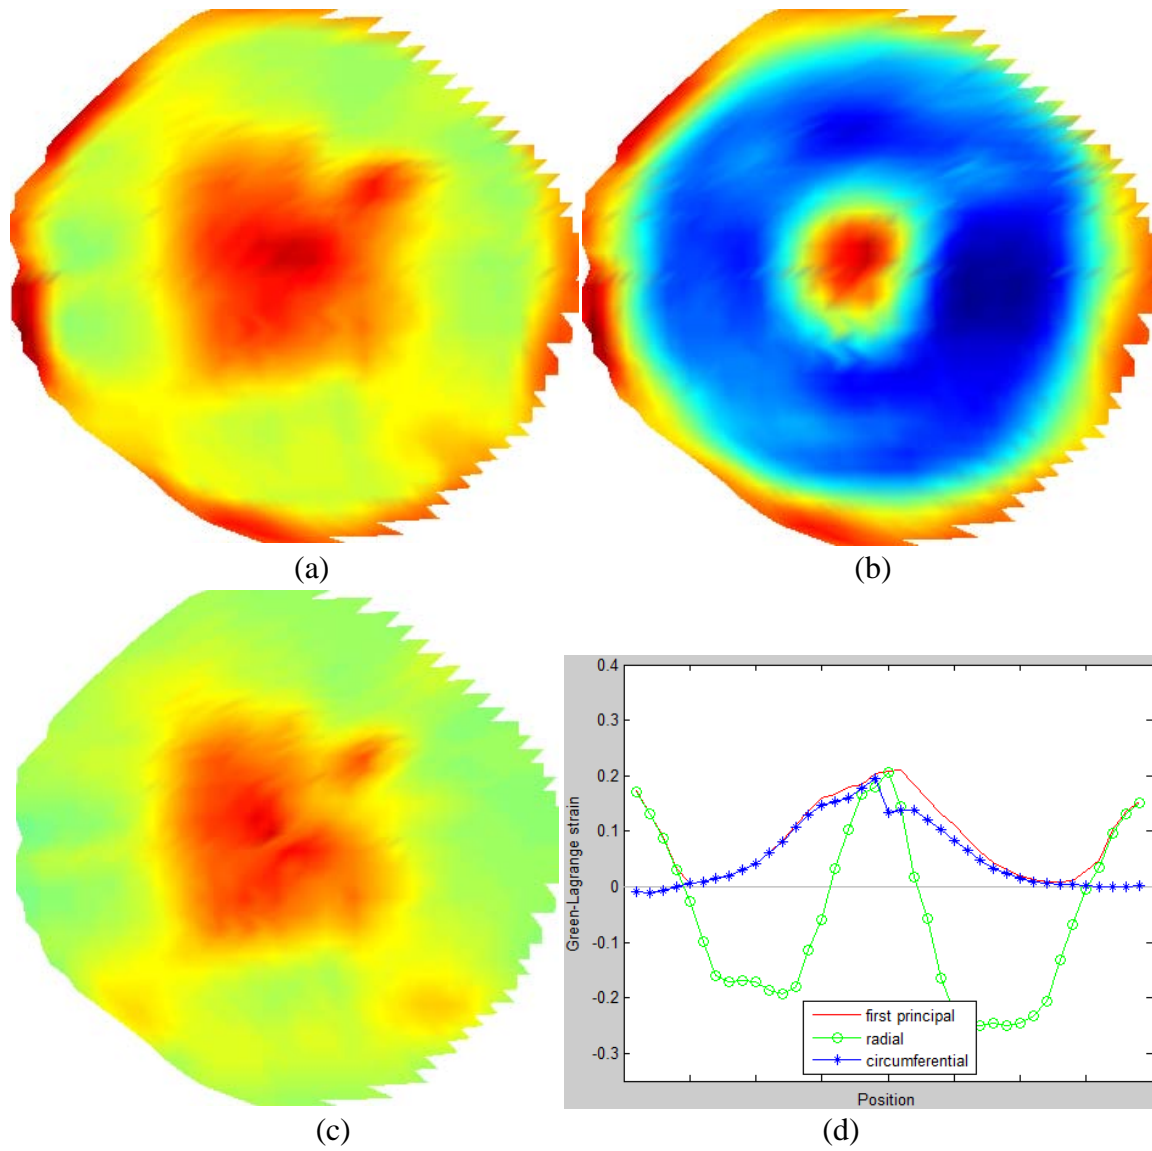 (a)
(b)
(c)
0.4
0.3
0.2
0.1
0
-0.1
-0.2
-0.3
Green-Lagrange strain
first principal
radial
circumferential
Position
(d)